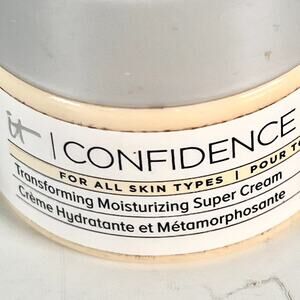 it | CONFIDENCE
FOR ALL SKIN TYPES | POUR TO
Transforming Moisturizing Super Cream
Crème Hydratante et Métamorphosante